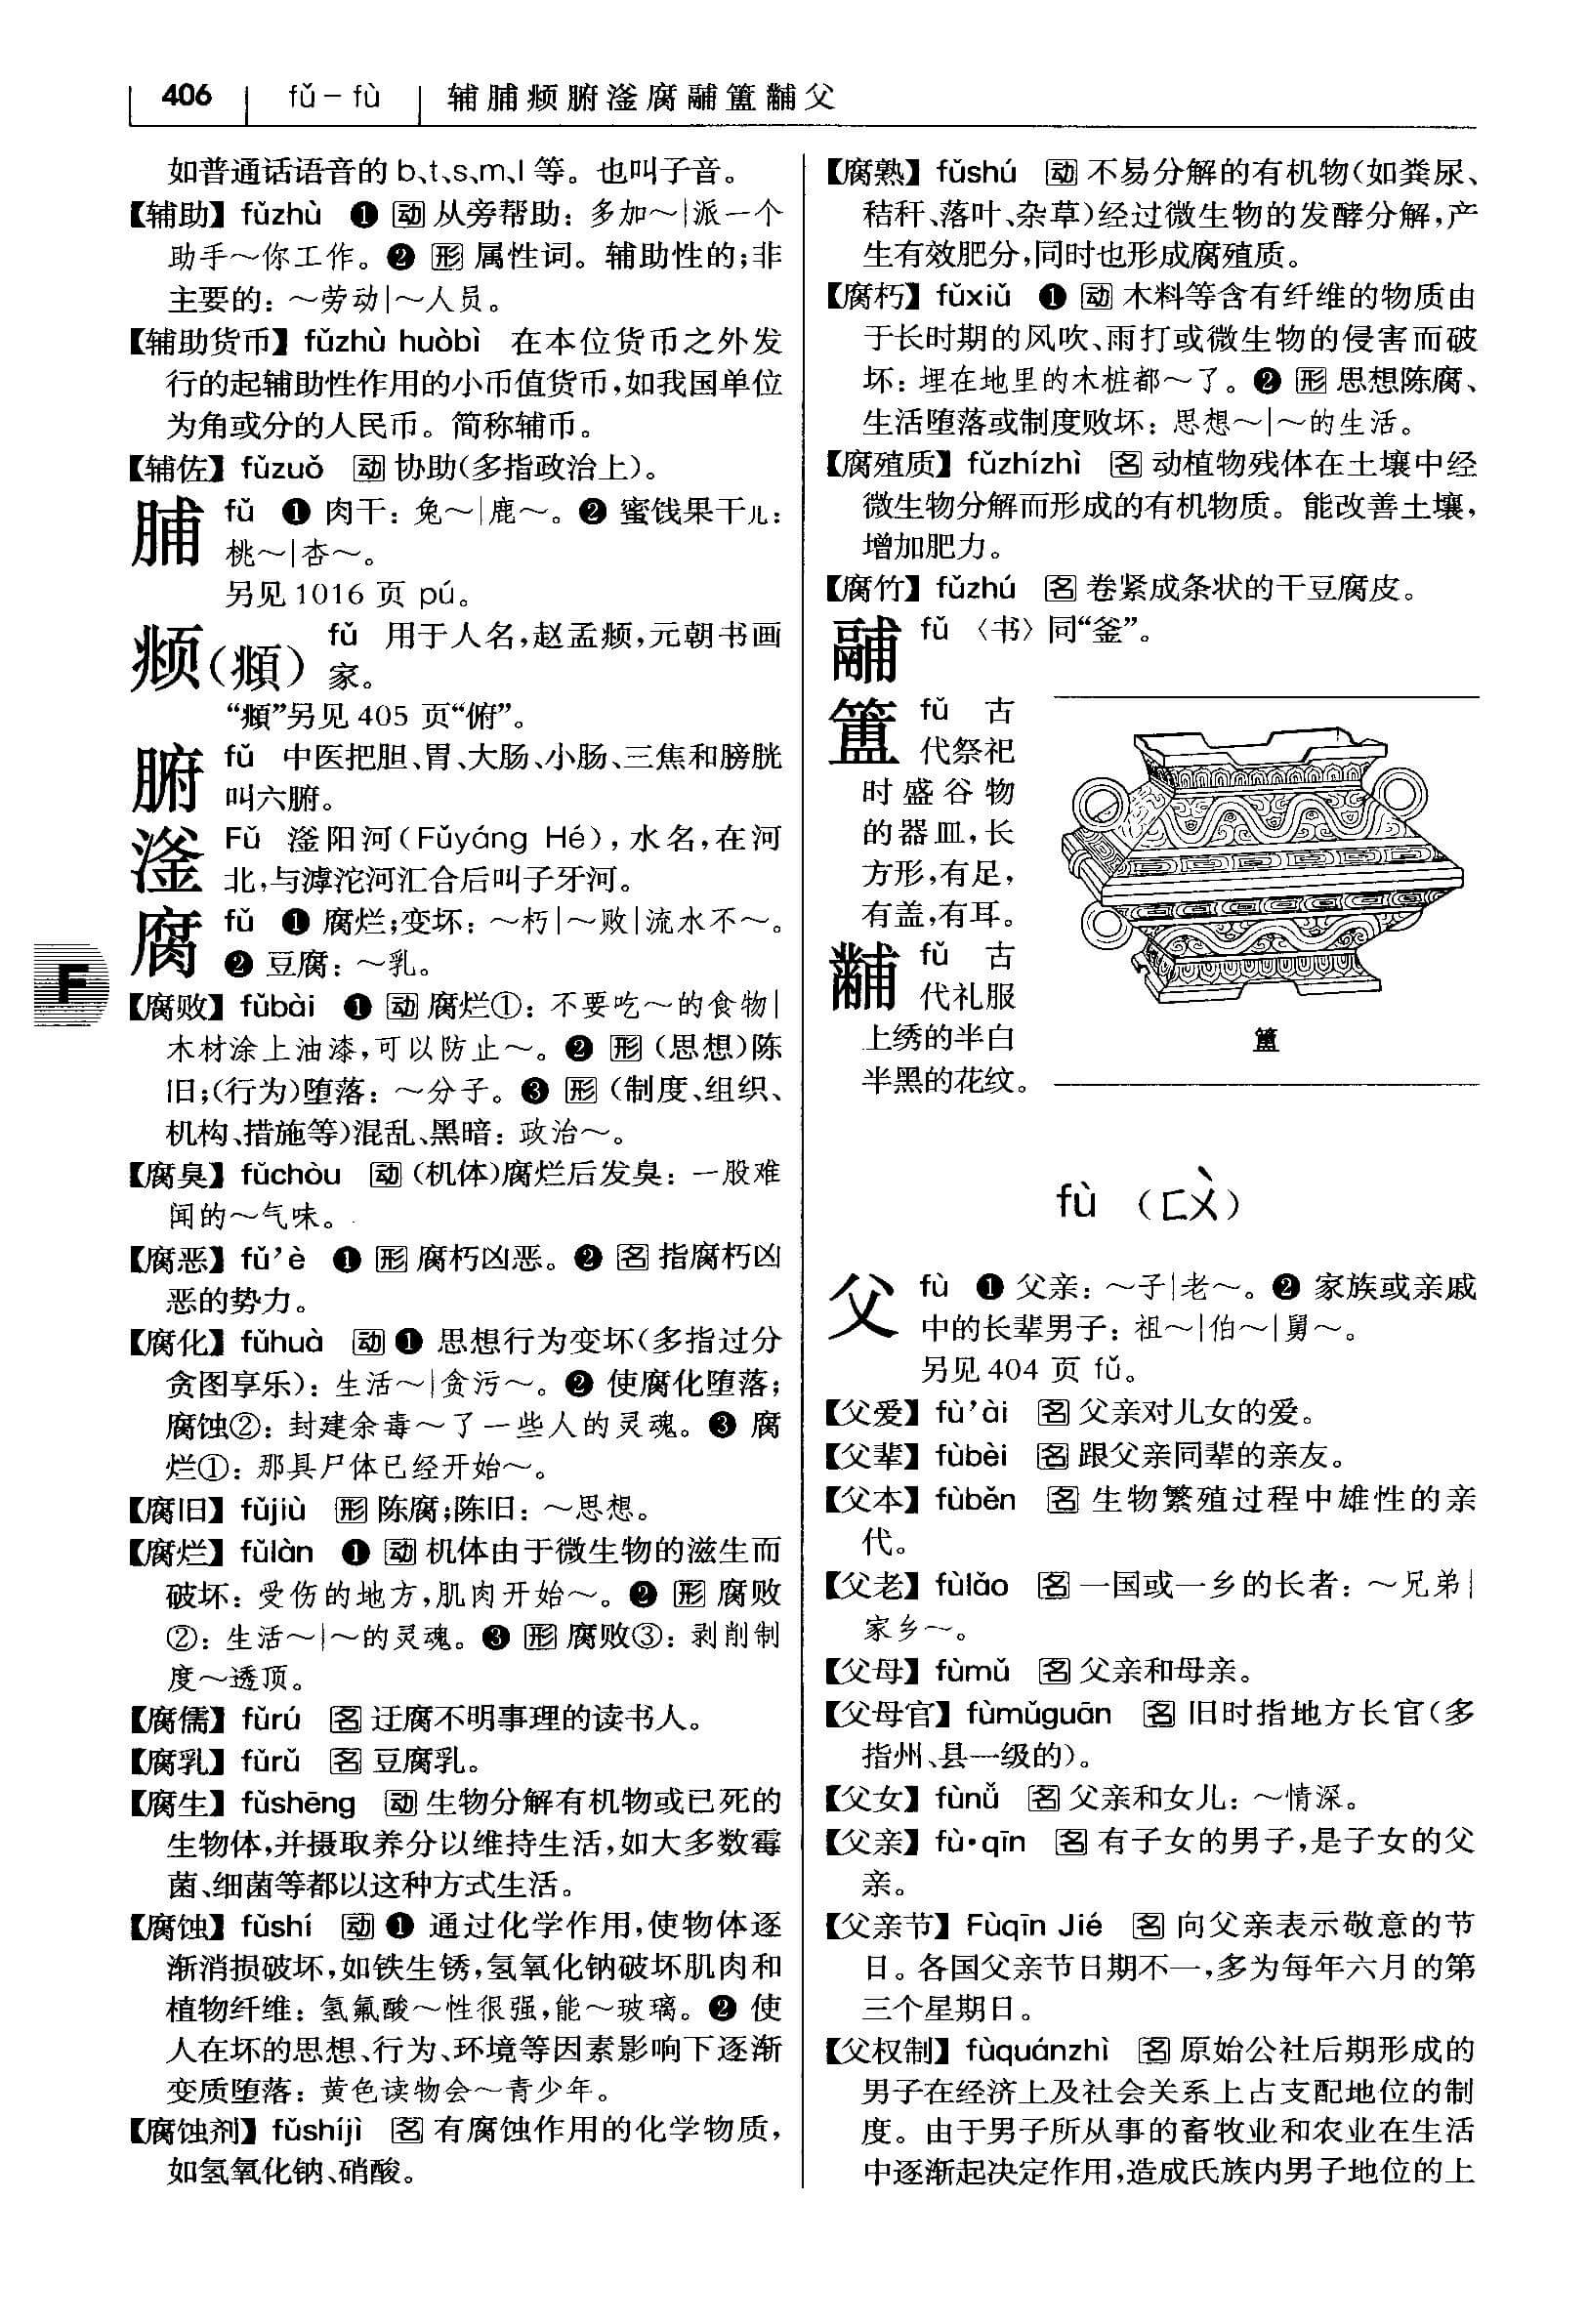 406 fǔ－fù 辅脯𫖯腑滏腐䩉簠黼父
如普通话语音的 b、t、s、m、l 等。也叫子音。
【辅助】 fǔzhù ❶ 动 从旁帮助：多加～|派一个
助手～你工作。❷ 形 属性词。辅助性的；非
主要的：～劳动|～人员。
【辅助货币】 fǔzhù huòbì 在本位货币之外发
行的起辅助性作用的小币值货币，如我国单位
为角或分的人民币。简称辅币。
【辅佐】 fǔzuǒ 动 协助（多指政治上）。
脯 fǔ ❶ 肉干：兔～|鹿～。❷ 蜜饯果干儿：
桃～|杏～。
另见 1016 页 pú。
𫖯（頫） fǔ 用于人名，赵孟𫖯，元朝书画
家。
“頫”另见 405 页“俯”。
腑 fǔ 中医把胆、胃、大肠、小肠、三焦和膀胱
叫六腑。
滏 Fǔ 滏阳河（Fǔyáng Hé），水名，在河
北，与滹沱河汇合后叫子牙河。
腐 fǔ ❶ 腐烂；变坏：～朽|～败|流水不～。
❷ 豆腐：～乳。
F
【腐败】 fǔbài ❶ 动 腐烂①：不要吃～的食物|
木材涂上油漆，可以防止～。❷ 形（思想）陈
旧；（行为）堕落：～分子。❸ 形（制度、组织、
机构、措施等）混乱、黑暗：政治～。
【腐臭】 fǔchòu 动（机体）腐烂后发臭：一股难
闻的～气味。
【腐恶】 fǔ’è ❶ 形 腐朽凶恶。❷ 名 指腐朽凶
恶的势力。
【腐化】 fǔhuà 动 ❶ 思想行为变坏（多指过分
贪图享乐）：生活～|贪污～。❷ 使腐化堕落；
腐蚀②：封建余毒～了一些人的灵魂。❸ 腐
烂①：那具尸体已经开始～。
【腐旧】 fǔjiù 形 陈腐；陈旧：～思想。
【腐烂】 fǔlàn ❶ 动 机体由于微生物的滋生而
破坏：受伤的地方，肌肉开始～。❷ 形 腐败
②：生活～|～的灵魂。❸ 形 腐败③：剥削制
度～透顶。
【腐儒】 fǔrú 名 迂腐不明事理的读书人。
【腐乳】 fǔrǔ 名 豆腐乳。
【腐生】 fǔshēng 动 生物分解有机物或已死的
生物体，并摄取养分以维持生活，如大多数霉
菌、细菌等都以这种方式生活。
【腐蚀】 fǔshí 动 ❶ 通过化学作用，使物体逐
渐消损破坏，如铁生锈，氢氧化钠破坏肌肉和
植物纤维：氢氟酸～性很强，能～玻璃。❷ 使
人在坏的思想、行为、环境等因素影响下逐渐
变质堕落：黄色读物会～青少年。
【腐蚀剂】 fǔshíjì 名 有腐蚀作用的化学物质，
如氢氧化钠、硝酸。
【腐熟】 fǔshú 动 不易分解的有机物（如粪尿、
秸秆、落叶、杂草）经过微生物的发酵分解，产
生有效肥分，同时也形成腐殖质。
【腐朽】 fǔxiǔ ❶ 动 木料等含有纤维的物质由
于长时期的风吹、雨打或微生物的侵害而破
坏：埋在地里的木桩都～了。❷ 形 思想陈腐、
生活堕落或制度败坏：思想～|～的生活。
【腐殖质】 fǔzhízhì 名 动植物残体在土壤中经
微生物分解而形成的有机物质。能改善土壤，
增加肥力。
【腐竹】 fǔzhú 名 卷紧成条状的干豆腐皮。
fǔ 〈书〉同“釜”。
簠 fǔ 古
代祭祀
时盛谷物
的器皿，长
方形，有足，
有盖，有耳。
黼 fǔ 古
代礼服
上绣的半白
半黑的花纹。
簠
fù （ㄈㄨˋ）
父 fù ❶ 父亲：～子|老～。❷ 家族或亲戚
中的长辈男子：祖～|伯～|舅～。
另见 404 页 fǔ。
【父爱】 fù’ài 名 父亲对儿女的爱。
【父辈】 fùbèi 名 跟父亲同辈的亲友。
【父本】 fùběn 名 生物繁殖过程中雄性的亲
代。
【父老】 fùlǎo 名 一国或一乡的长者：～兄弟|
家乡～。
【父母】 fùmǔ 名 父亲和母亲。
【父母官】 fùmǔguān 名 旧时指地方长官（多
指州、县一级的）。
【父女】 fùnǚ 名 父亲和女儿：～情深。
【父亲】 fù·qīn 名 有子女的男子，是子女的父
亲。
【父亲节】 Fùqīn Jié 名 向父亲表示敬意的节
日。各国父亲节日期不一，多为每年六月的第
三个星期日。
【父权制】 fùquánzhì 名 原始公社后期形成的
男子在经济上及社会关系上占支配地位的制
度。由于男子所从事的畜牧业和农业在生活
中逐渐起决定作用，造成氏族内男子地位的上